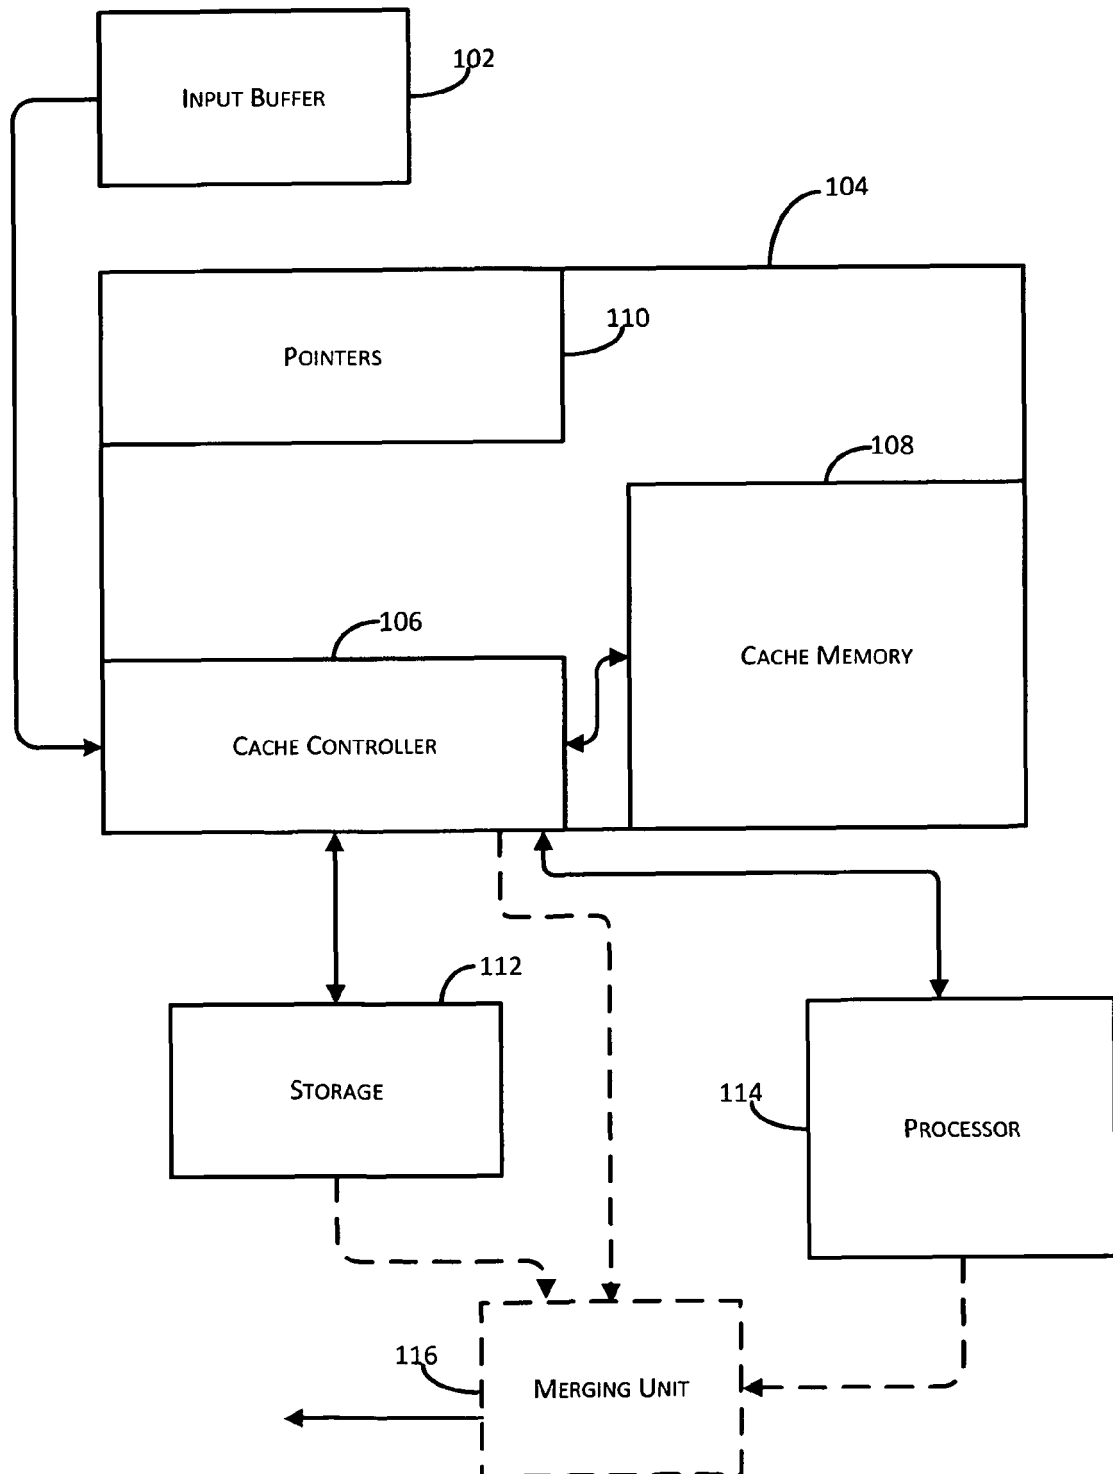 102
INPUT BUFFER
104
110
POINTERS
108
106
CACHE MEMORY
CACHE CONTROLLER
112
STORAGE
114
PROCESSOR
116
MERGING UNIT